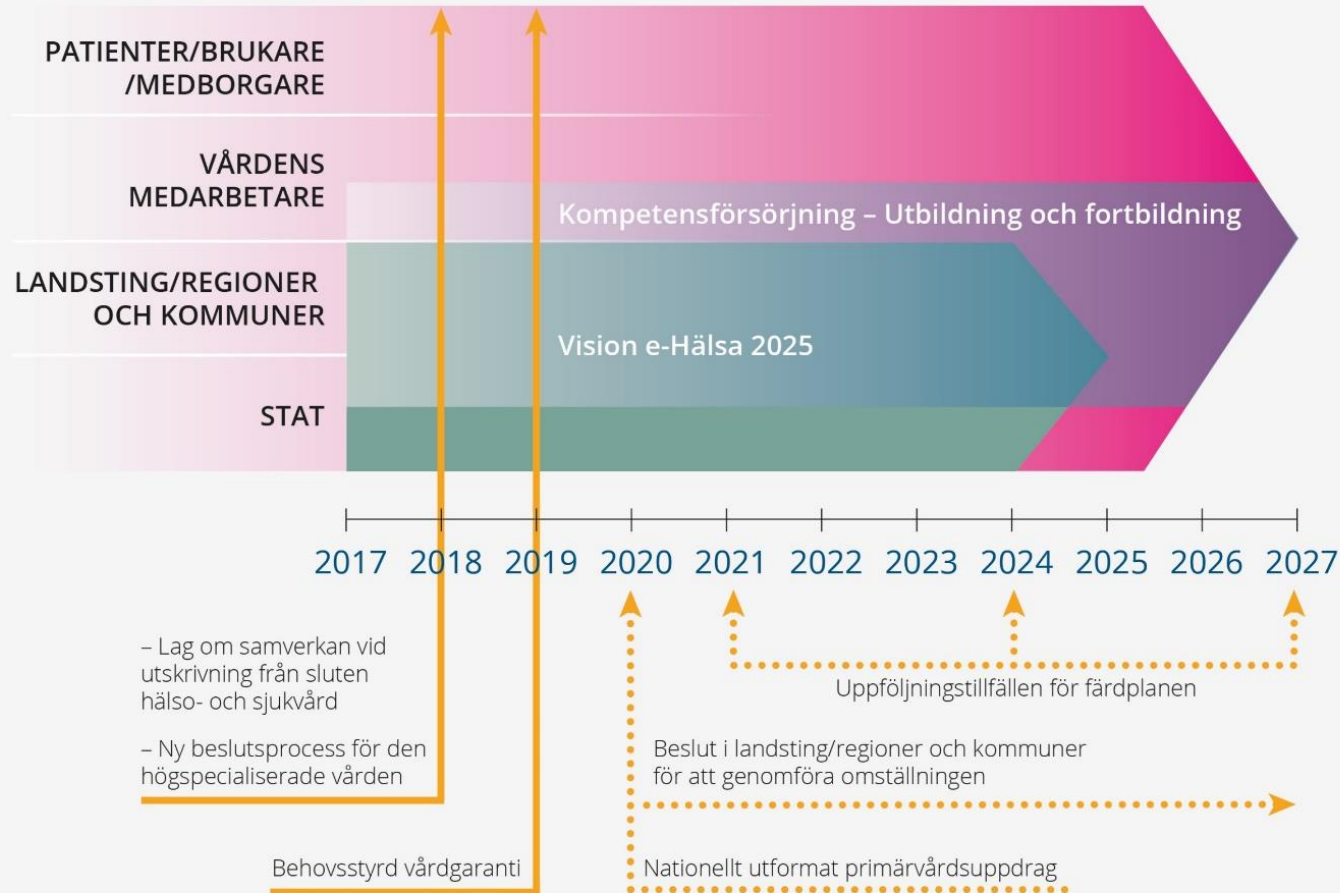 PATIENTER/BRUKARE
/MEDBORGARE
VÅRDENS
MEDARBETARE
Kompetensförsörjning – Utbildning och fortbildning
LANDSTING/REGIONER
OCH KOMMUNER
Vision e-Hälsa 2025
STAT
2017 2018 2019 2020 2021 2022 2023 2024 2025 2026 2027
– Lag om samverkan vid
utskrivning från sluten
hälso- och sjukvård
– Ny beslutsprocess för den
högspecialiserade vården
Uppföljningstillfällen för färdplanen
Beslut i landsting/regioner och kommuner
för att genomföra omställningen
Behovsstyrd vårdgaranti
Nationellt utformat primärvårdsuppdrag